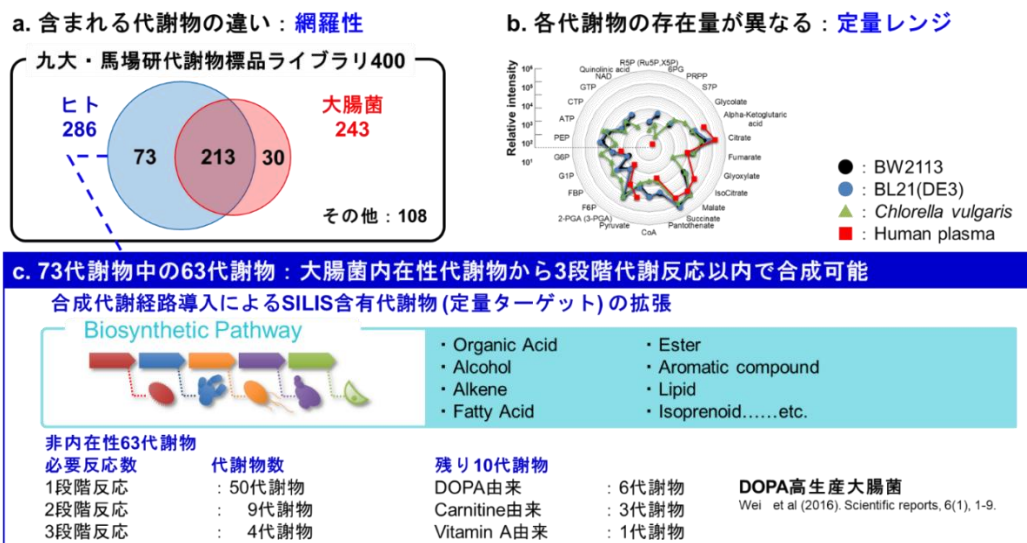 a. 含まれる代謝物の違い：網羅性
九大・馬場研代謝物標品ライブラリ400
ヒト
286
大腸菌
243
73
213
30
その他：108
b. 各代謝物の存在量が異なる：定量レンジ
Relative intensity
10⁶
10⁵
10⁴
10³
10²
10¹
R5P (Ru5P,X5P)
6PG
PRPP
S7P
Glycolate
Alpha-Ketoglutaric acid
Citrate
Fumarate
Glyoxylate
IsoCitrate
Malate
Succinate
Pantothenate
CoA
Pyruvate
2-PGA (3-PGA)
F6P
FBP
G1P
G6P
PEP
ATP
CTP
GTP
NAD
Quinolinic acid
：BW2113
：BL21(DE3)
：Chlorella vulgaris
：Human plasma
c. 73代謝物中の63代謝物：大腸菌内在性代謝物から3段階代謝反応以内で合成可能
合成代謝経路導入によるSILIS含有代謝物 (定量ターゲット) の拡張
Biosynthetic Pathway
・Organic Acid
・Alcohol
・Alkene
・Fatty Acid
・Ester
・Aromatic compound
・Lipid
・Isoprenoid……etc.
非内在性63代謝物
必要反応数 代謝物数
1段階反応 ：50代謝物
2段階反応 ： 9代謝物
3段階反応 ： 4代謝物
残り10代謝物
DOPA由来 ：6代謝物
Carnitine由来 ：3代謝物
Vitamin A由来 ：1代謝物
DOPA高生産大腸菌
Wei et al (2016). Scientific reports, 6(1), 1-9.